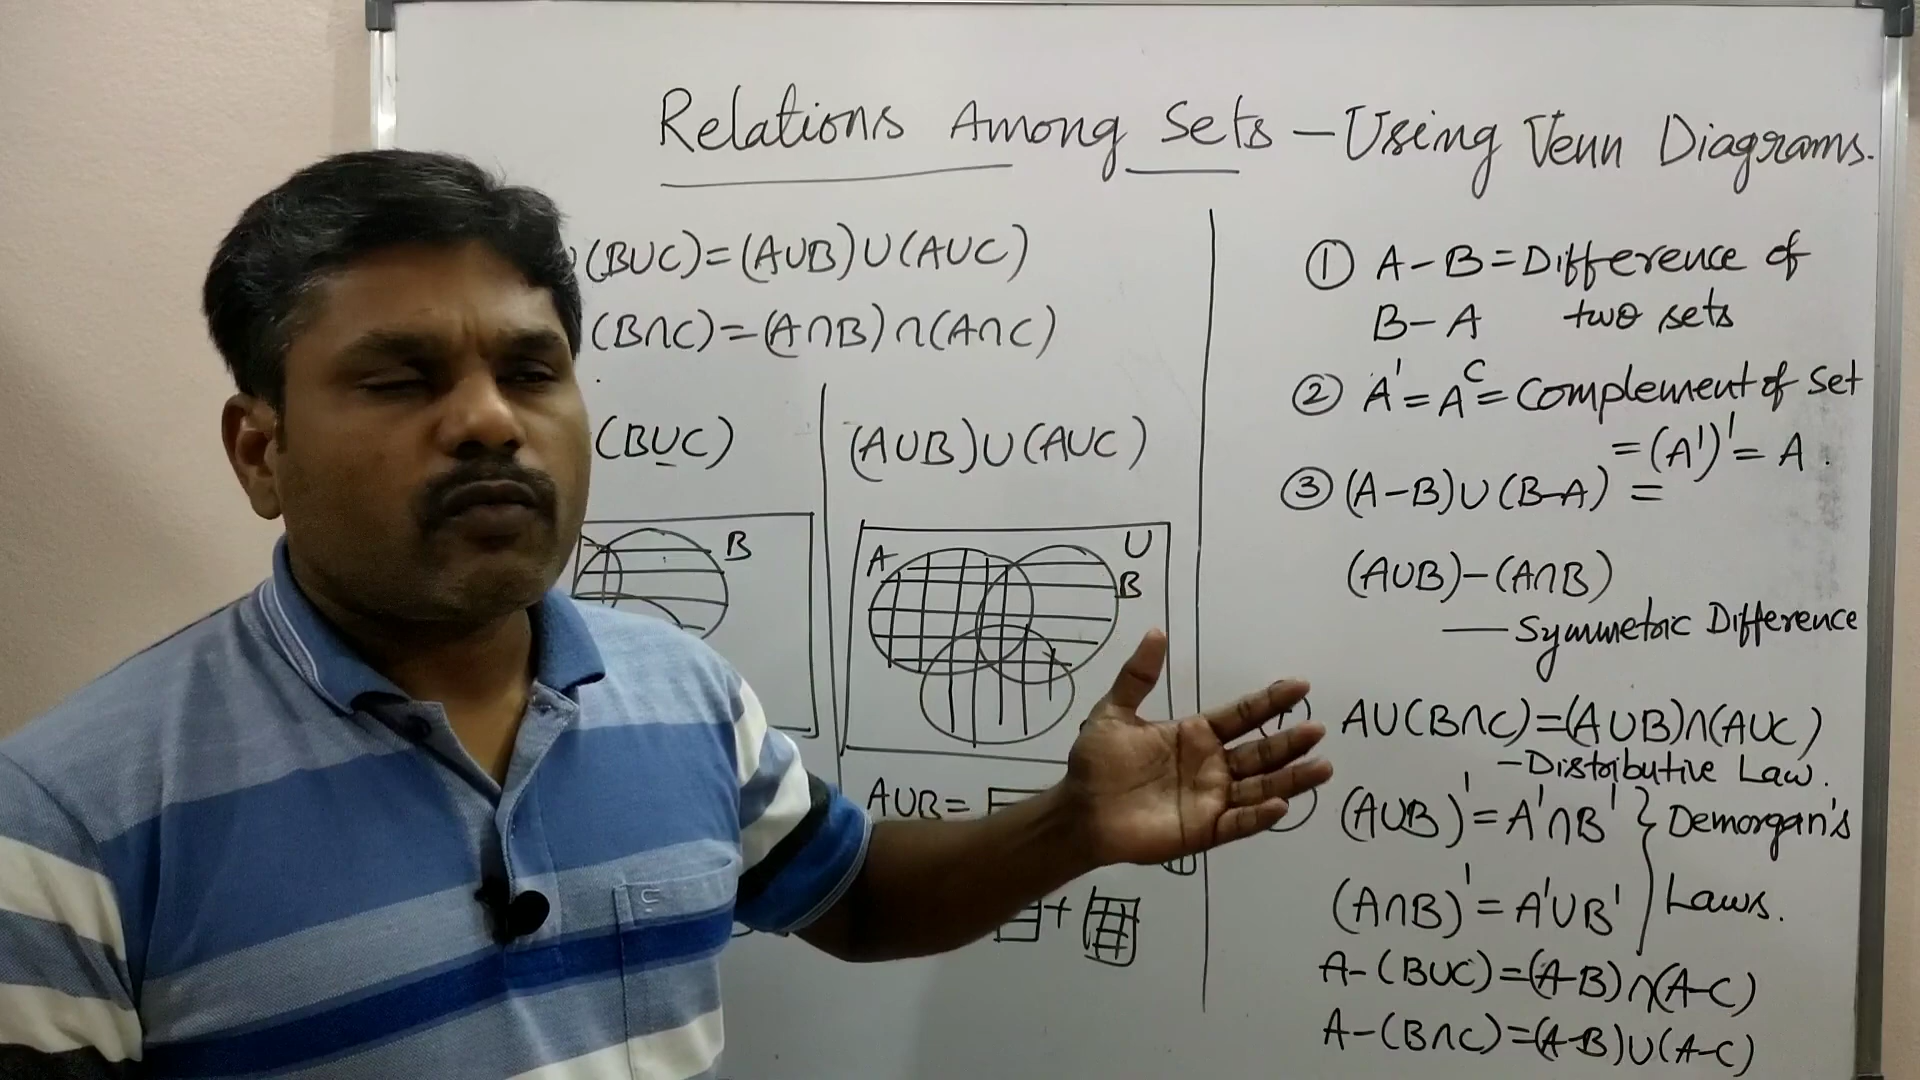 Relations Among Sets – Using Venn Diagrams.
(BUC)=(AUB)U(AUC)
(B∩C)=(A∩B)∩(A∩C)
(BUC)
B
(AUB)U(AUC)
A
U
B
AUB=
+
① A-B=Difference of
B-A two sets
② A'=Aᶜ=Complement of Set
=(A')'=A.
③ (A-B)U(B-A)=
(AUB)-(A∩B)
— Symmetric Difference
AU(B∩C)=(AUB)∩(AUC)
-Distributive Law.
(AUB)'=A'∩B' } Demorgan's
(A∩B)'=A'UB' Laws.
A-(BUC)=(A-B)∩(A-C)
A-(B∩C)=(A-B)U(A-C)